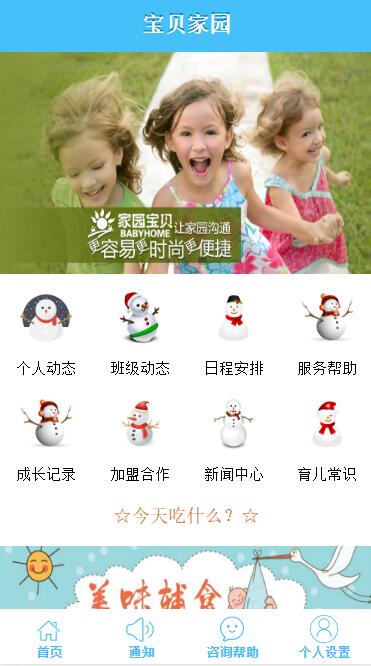 宝贝家园
家园宝贝 让家园沟通
BABYHOME
更容易更时尚更便捷
个人动态 班级动态 日程安排 服务帮助
成长记录 加盟合作 新闻中心 育儿常识
☆今天吃什么？☆
美味辅食
首页 通知 咨询帮助 个人设置